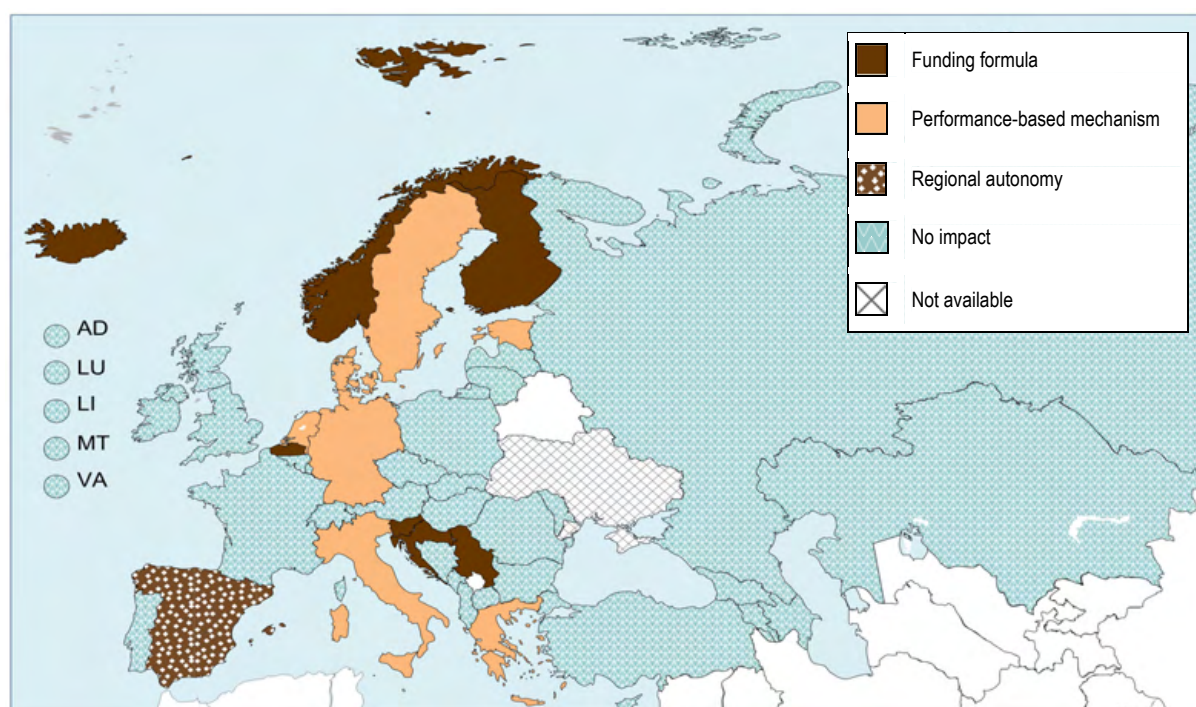 Funding formula
Performance-based mechanism
Regional autonomy
No impact
Not available
AD
LU
LI
MT
VA